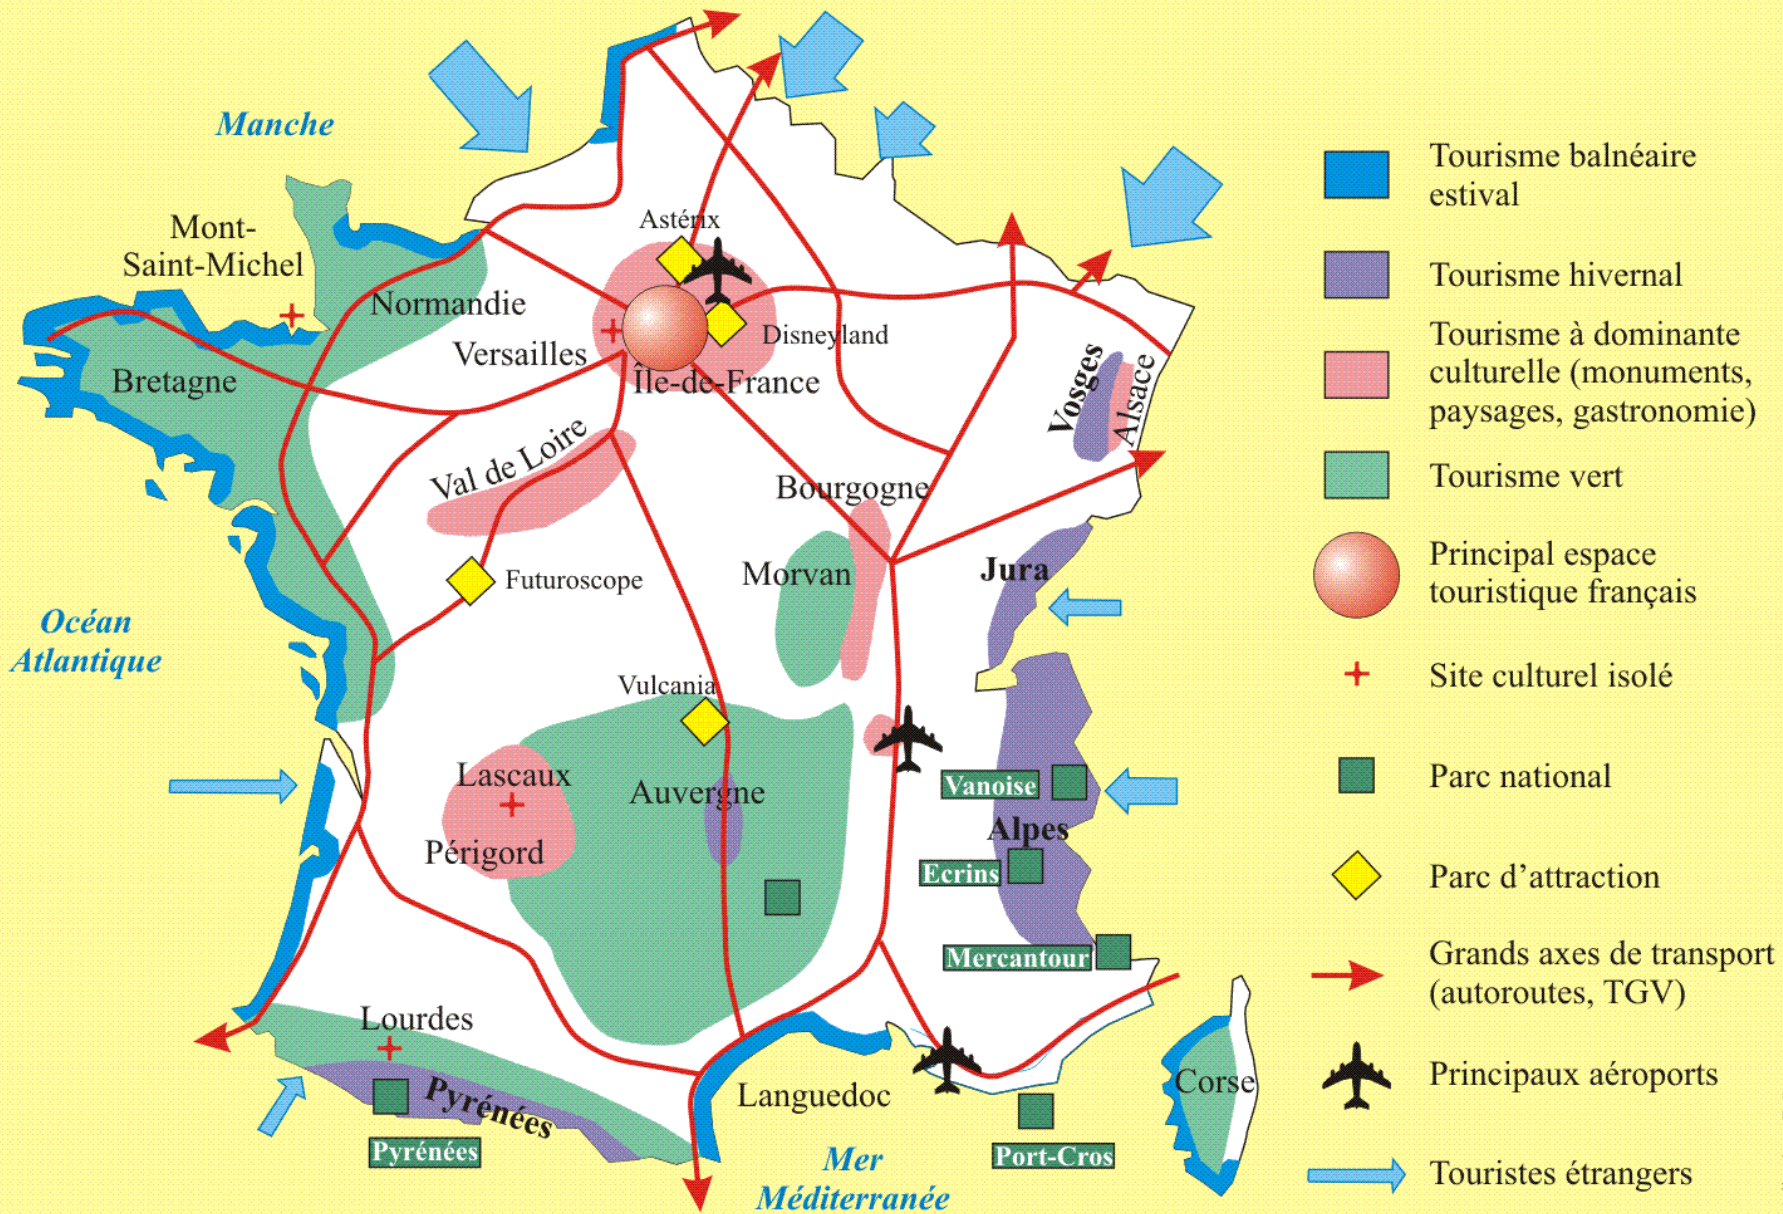 Manche
Mont-
Saint-Michel
Normandie
Bretagne
Astérix
Versailles
Disneyland
Île-de-France
Vosges
Alsace
Val de Loire
Bourgogne
Futuroscope
Morvan
Jura
Océan
Atlantique
Vulcania
Lascaux
Auvergne
Périgord
Vanoise
Alpes
Ecrins
Mercantour
Lourdes
Pyrénées
Pyrénées
Languedoc
Port-Cros
Corse
Mer
Méditerranée
Tourisme balnéaire
estival
Tourisme hivernal
Tourisme à dominante
culturelle (monuments,
paysages, gastronomie)
Tourisme vert
Principal espace
touristique français
Site culturel isolé
Parc national
Parc d’attraction
Grands axes de transport
(autoroutes, TGV)
Principaux aéroports
Touristes étrangers